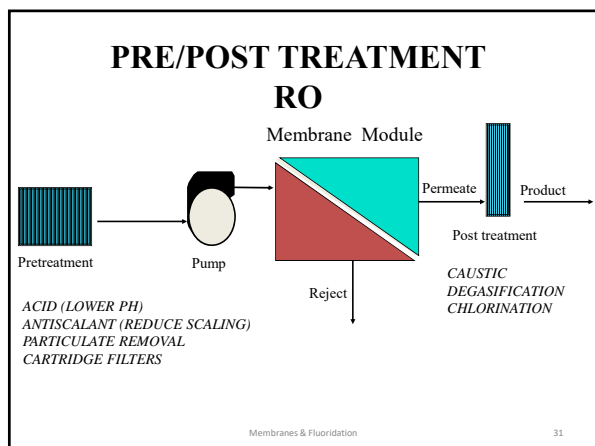 PRE/POST TREATMENT
RO
Membrane Module
Permeate
Product
Pretreatment
Pump
Post treatment
Reject
ACID (LOWER PH)
ANTISCALANT (REDUCE SCALING)
PARTICULATE REMOVAL
CARTRIDGE FILTERS
CAUSTIC
DEGASIFICATION
CHLORINATION
Membranes & Fluoridation
31